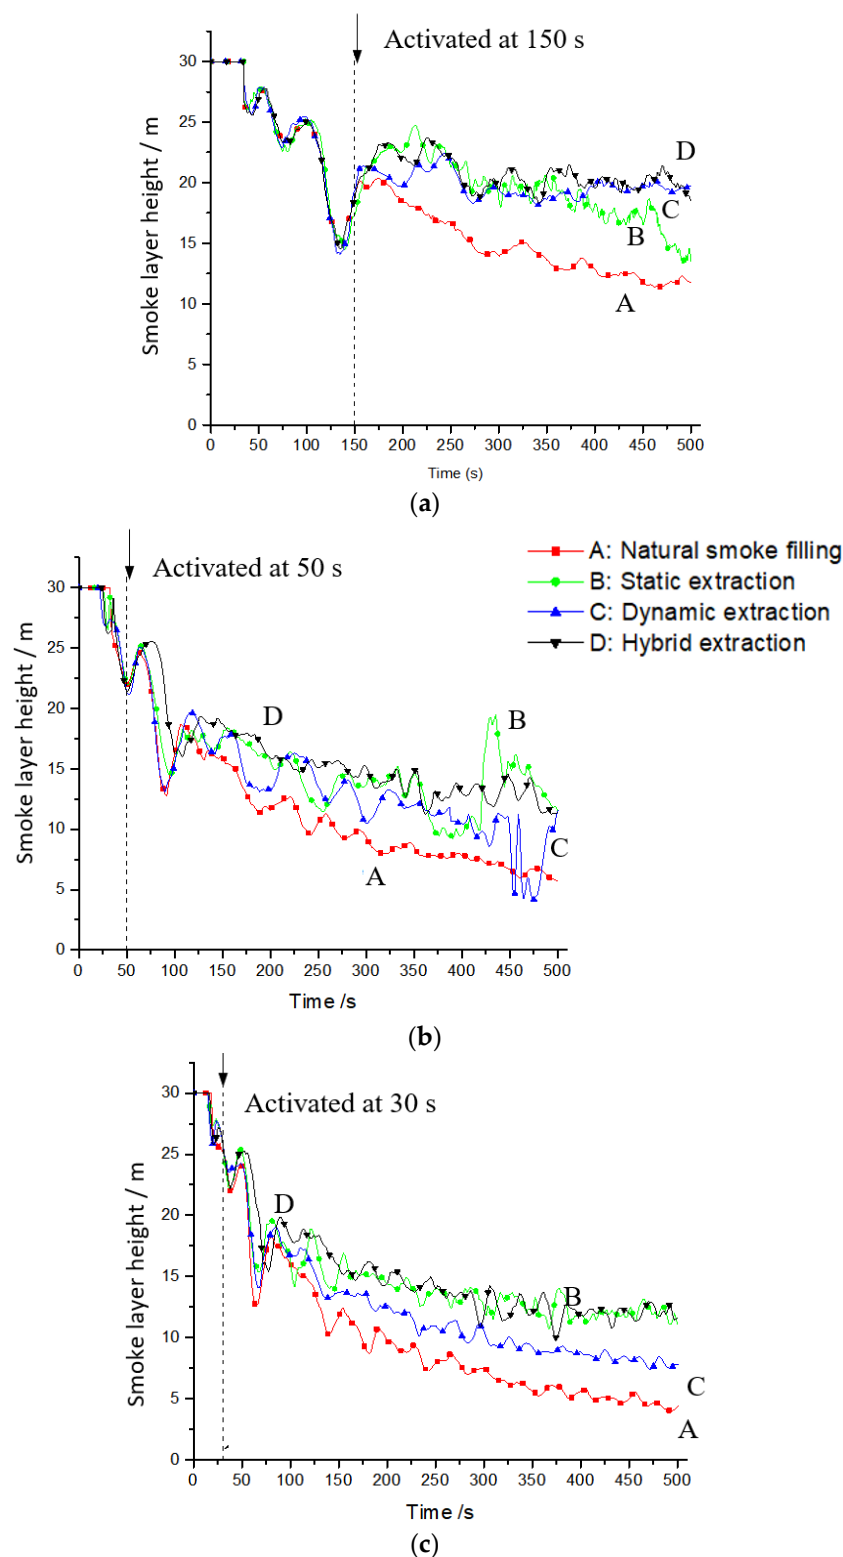 Activated at 150 s
Smoke layer height / m
30
25
20
15
10
5
0
D
C
B
A
0 50 100 150 200 250 300 350 400 450 500
Time (s)
(a)
Activated at 50 s
A: Natural smoke filling
B: Static extraction
C: Dynamic extraction
D: Hybrid extraction
Smoke layer height / m
30
25
20
15
10
5
0
D
B
C
A
0 50 100 150 200 250 300 350 400 450 500
Time /s
(b)
Activated at 30 s
Smoke layer height / m
30
25
20
15
10
5
0
D
B
C
A
0 50 100 150 200 250 300 350 400 450 500
Time /s
(c)